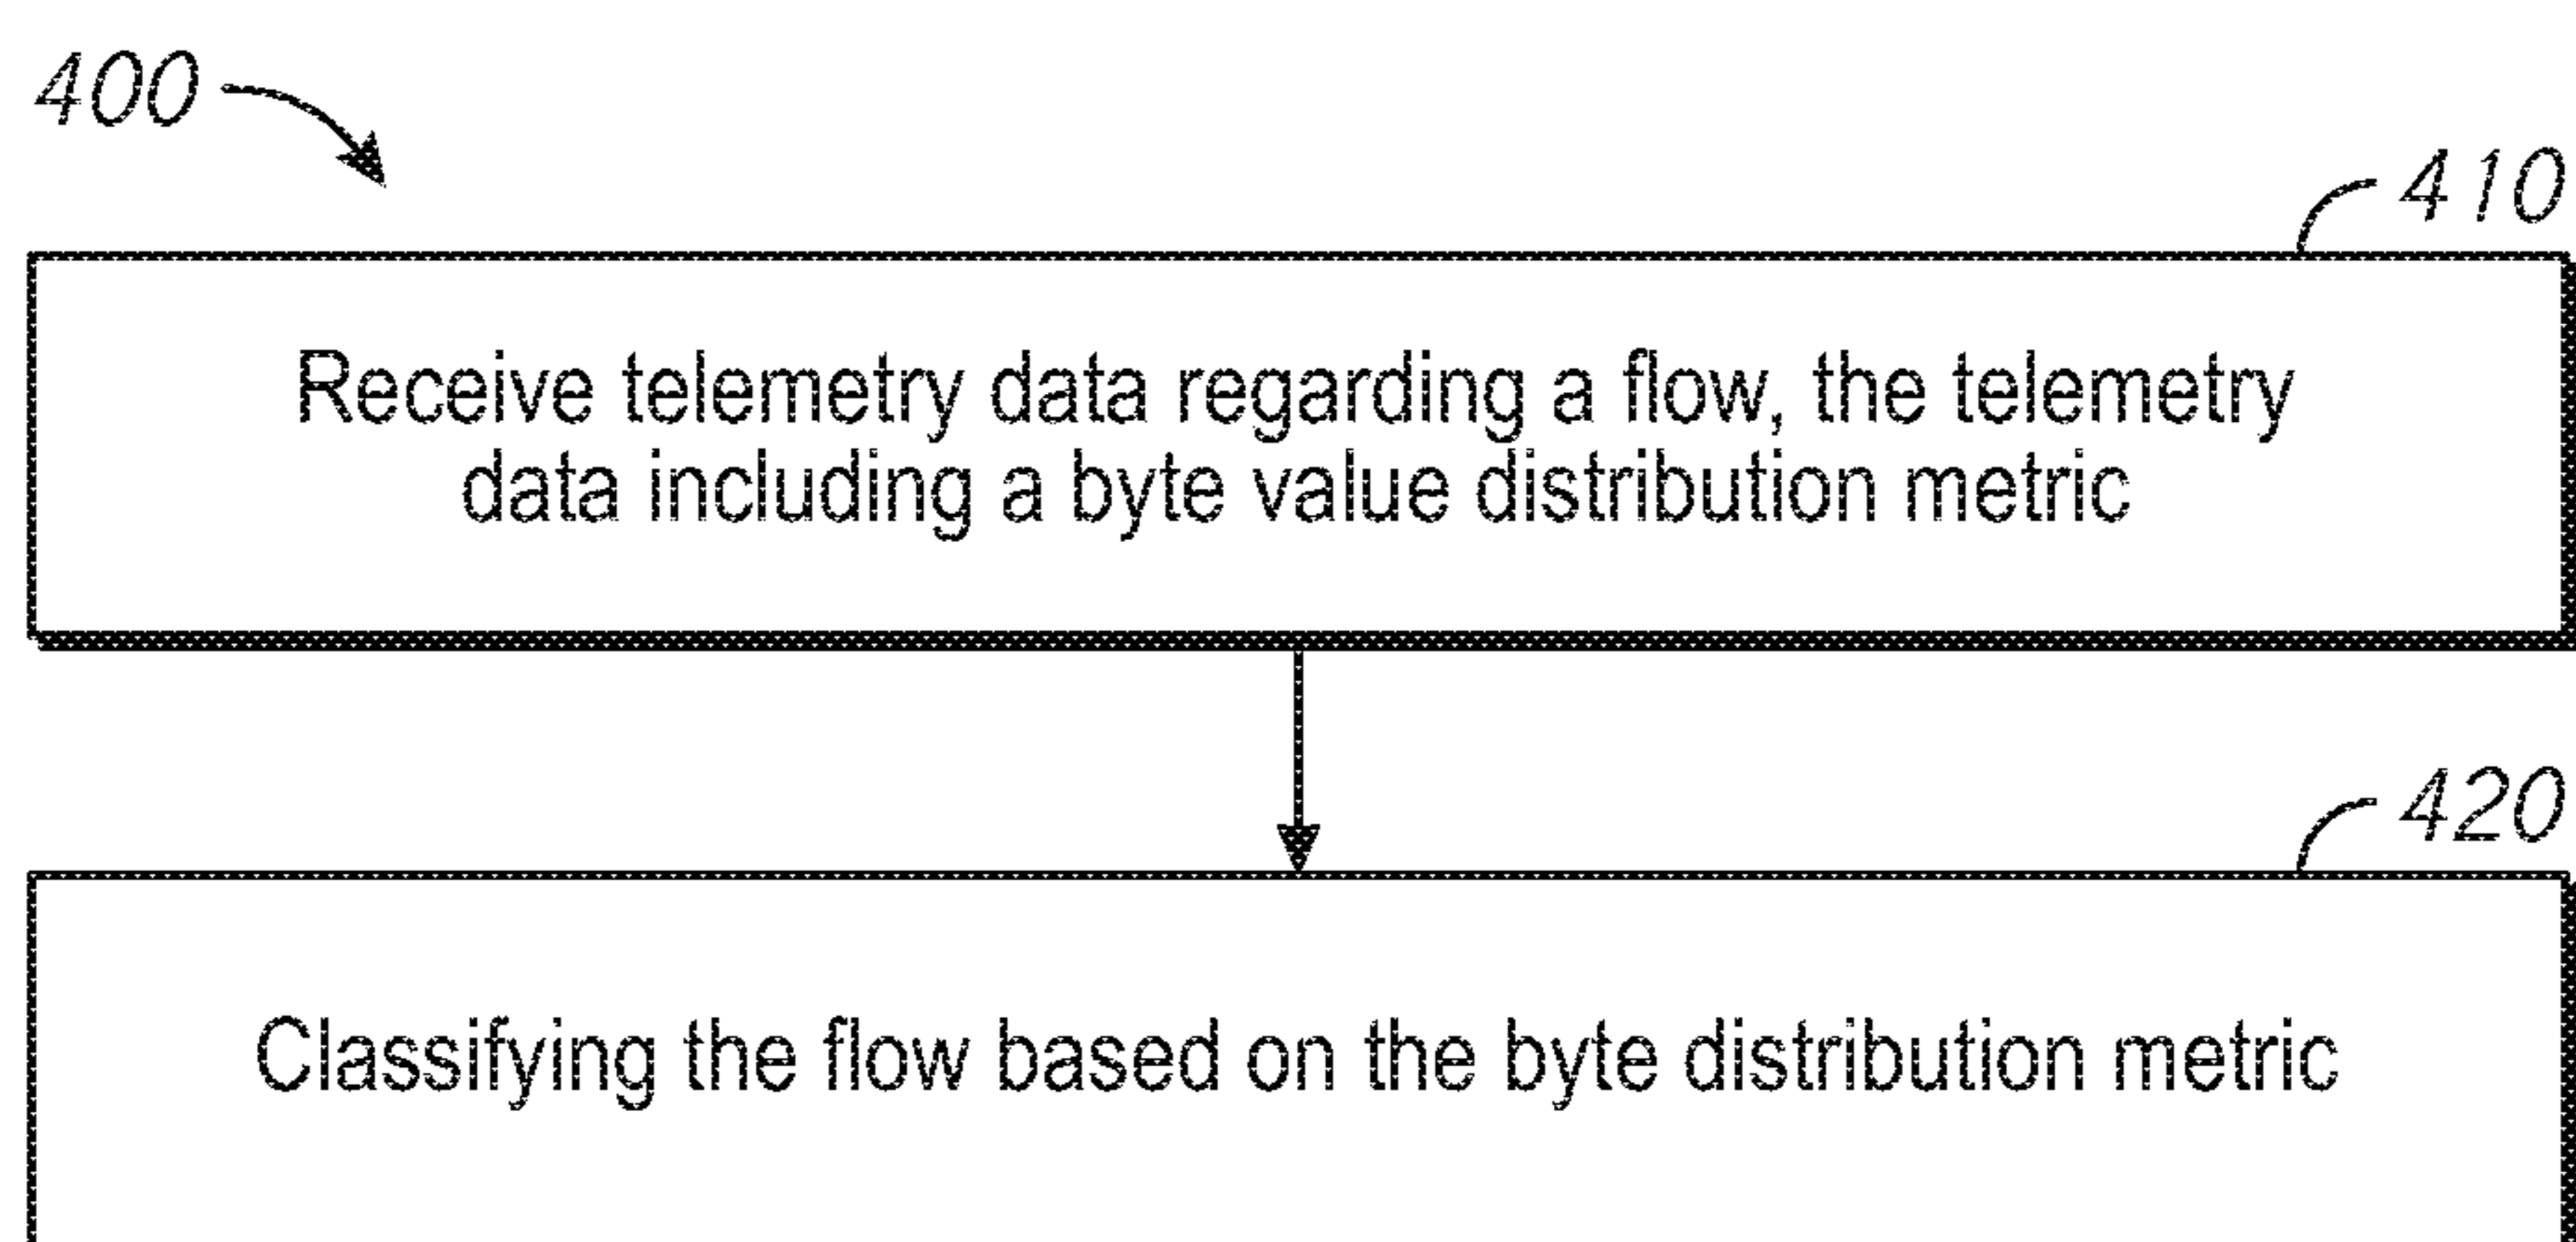 400
410
Receive telemetry data regarding a flow, the telemetry
data including a byte value distribution metric
420
Classifying the flow based on the byte distribution metric